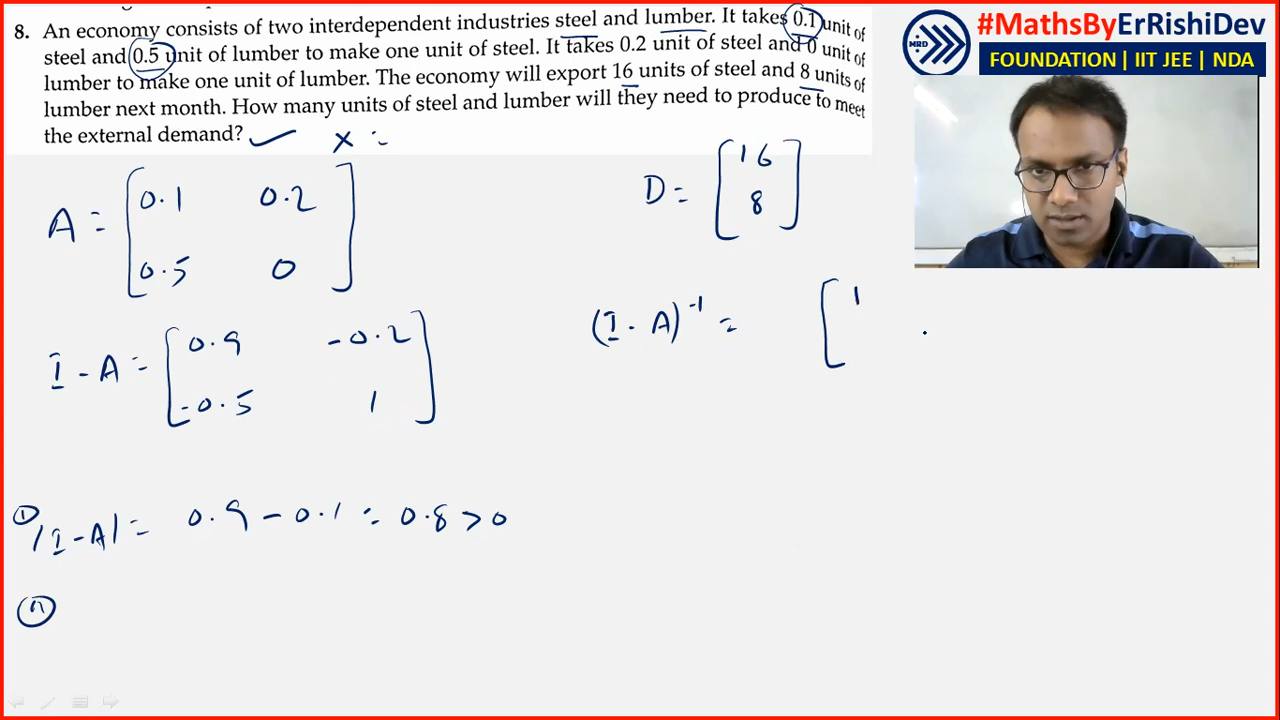 #MathsByErRishiDev
MRD
FOUNDATION | IIT JEE | NDA
8. An economy consists of two interdependent industries steel and lumber. It takes 0.1 unit of
steel and 0.5 unit of lumber to make one unit of steel. It takes 0.2 unit of steel and 0 unit of
lumber to make one unit of lumber. The economy will export 16 units of steel and 8 units of
lumber next month. How many units of steel and lumber will they need to produce to meet
the external demand? ✓ X =
A = [0.1 0.2
0.5 0]
D = [16
8]
I - A = [0.9 -0.2
-0.5 1]
(I - A)⁻¹ = [1
① |I - A| = 0.9 - 0.1 = 0.8 > 0